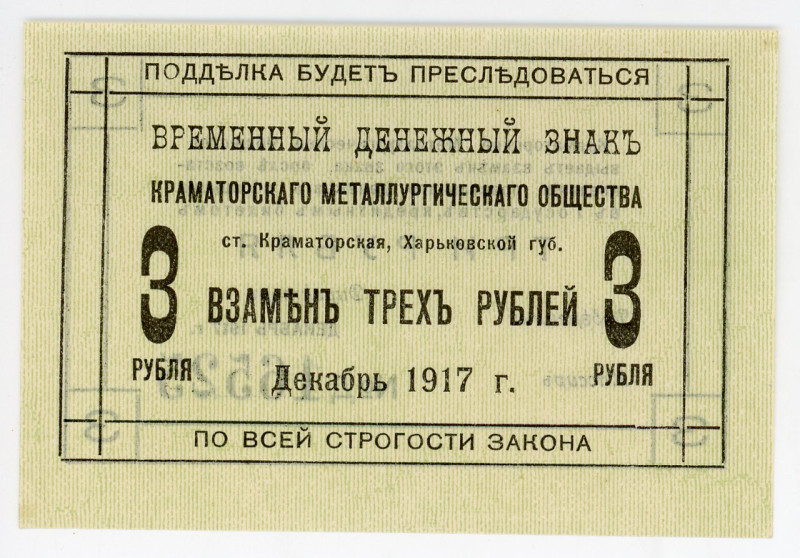 ПОДДѢЛКА БУДЕТЪ ПРЕСЛѢДОВАТЬСЯ
ВРЕМЕННЫЙ ДЕНЕЖНЫЙ ЗНАКЪ
КРАМАТОРСКАГО МЕТАЛЛУРГИЧЕСКАГО ОБЩЕСТВА
ст. Краматорская, Харьковской губ.
3 ВЗАМѢНЪ ТРЕХЪ РУБЛЕЙ 3
РУБЛЯ Декабрь 1917 г. РУБЛЯ
ПО ВСЕЙ СТРОГОСТИ ЗАКОНА